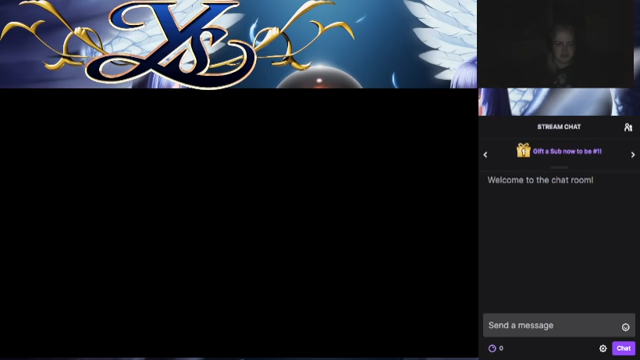 Ys
STREAM CHAT
Gift a Sub now to be #1!
Welcome to the chat room!
Send a message
0
Chat